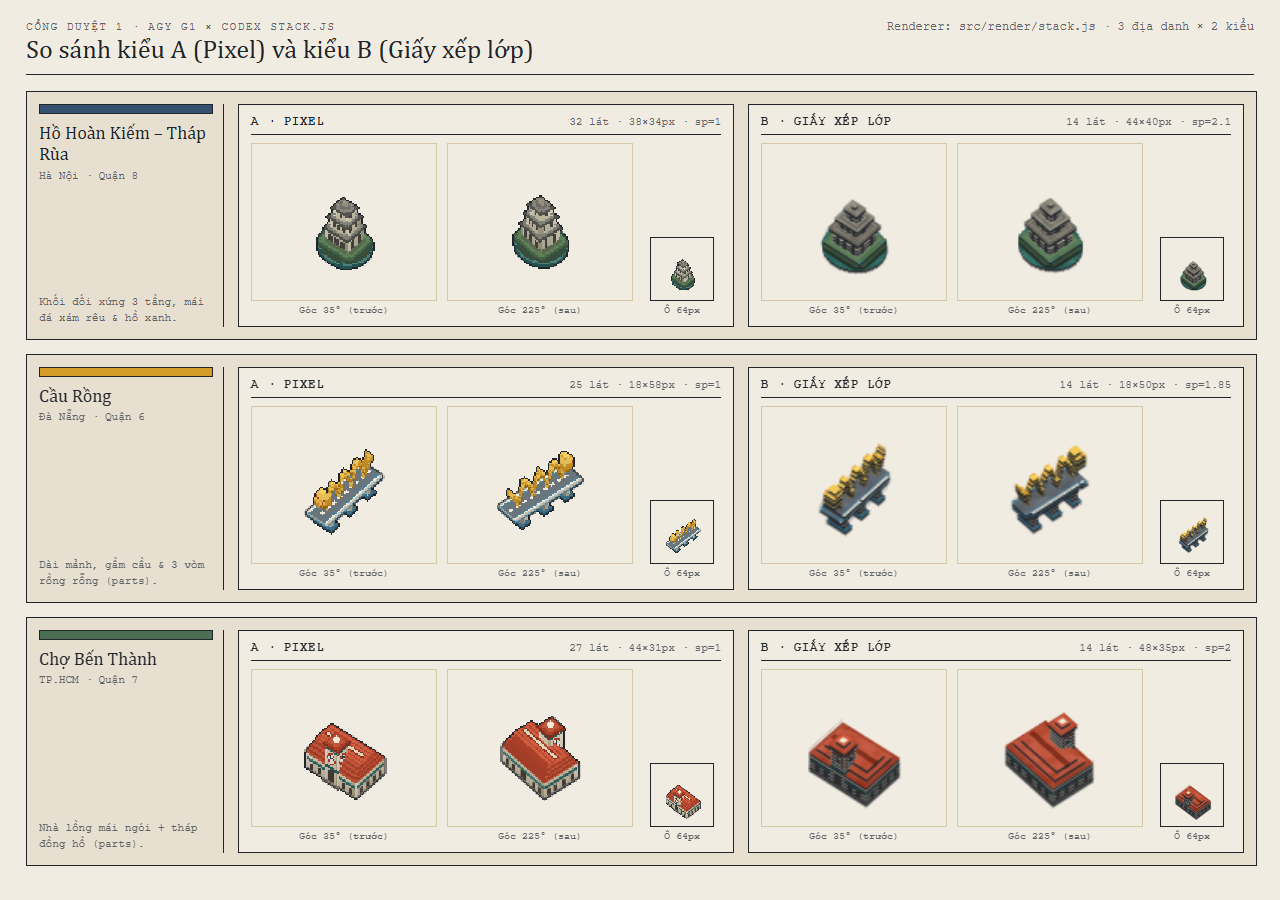 CỔNG DUYỆT 1 · AGY G1 × CODEX STACK.JS
Renderer: src/render/stack.js · 3 địa danh × 2 kiểu
So sánh kiểu A (Pixel) và kiểu B (Giấy xếp lớp)
Hồ Hoàn Kiếm – Tháp
Rùa
Hà Nội · Quận 8
Khối đối xứng 3 tầng, mái
đá xám rêu & hồ xanh.
A · PIXEL
32 lát · 38×34px · sp=1
Góc 35° (trước)
Góc 225° (sau)
Ô 64px
B · GIẤY XẾP LỚP
14 lát · 44×40px · sp=2.1
Góc 35° (trước)
Góc 225° (sau)
Ô 64px
Cầu Rồng
Đà Nẵng · Quận 6
Dài mảnh, gầm cầu & 3 vòm
rồng rỗng (parts).
A · PIXEL
25 lát · 18×58px · sp=1
Góc 35° (trước)
Góc 225° (sau)
Ô 64px
B · GIẤY XẾP LỚP
14 lát · 18×50px · sp=1.85
Góc 35° (trước)
Góc 225° (sau)
Ô 64px
Chợ Bến Thành
TP.HCM · Quận 7
Nhà lồng mái ngói + tháp
đồng hồ (parts).
A · PIXEL
27 lát · 44×31px · sp=1
Góc 35° (trước)
Góc 225° (sau)
Ô 64px
B · GIẤY XẾP LỚP
14 lát · 48×35px · sp=2
Góc 35° (trước)
Góc 225° (sau)
Ô 64px